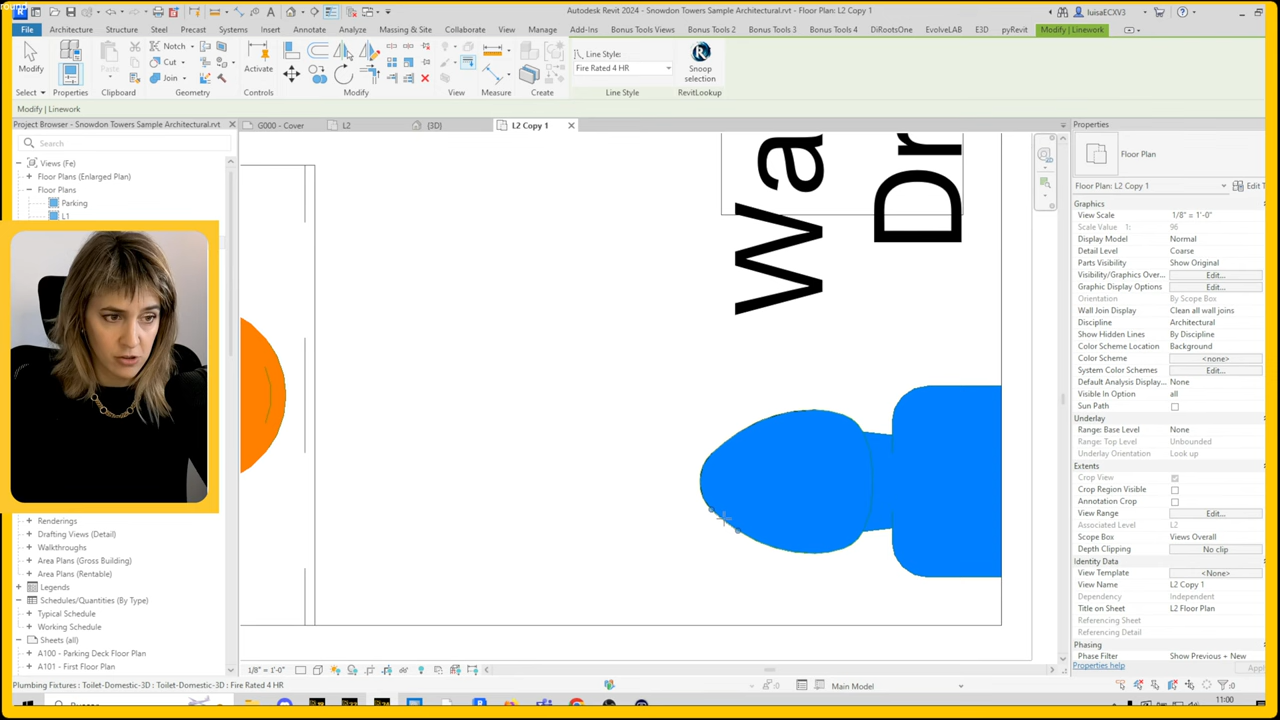 Autodesk Revit 2024 - Snowdon Towers Sample Architectural.rvt - Floor Plan: L2 Copy 1
luisaECXV3
File Architecture Structure Steel Precast Systems Insert Annotate Analyze Massing & Site Collaborate View Manage Add-Ins Bonus Tools Views Bonus Tools 2 Bonus Tools 3 Bonus Tools 4 DiRootsOne EvolveLAB E3D pyRevit Modify | Linework
Modify
Notch
Cut
Join
Paste
Activate
Line Style:
Fire Rated 4 HR
Snoop selection
Select Properties Clipboard Geometry Controls Modify View Measure Create Line Style RevitLookup
Modify | Linework
Project Browser - Snowdon Towers Sample Architectural.rvt
G000 - Cover
L2
{3D}
L2 Copy 1
Properties
Search
Views (Fe)
Floor Plans (Enlarged Plan)
Floor Plans
Parking
L1
Renderings
Drafting Views (Detail)
Walkthroughs
Area Plans (Gross Building)
Area Plans (Rentable)
Legends
Schedules/Quantities (By Type)
Typical Schedule
Working Schedule
Sheets (all)
A100 - Parking Deck Floor Plan
A101 - First Floor Plan
Wa
Dr
Floor Plan
Floor Plan: L2 Copy 1
Edit T
Graphics
View Scale 1/8" = 1'-0"
Scale Value 1: 96
Display Model Normal
Detail Level Coarse
Parts Visibility Show Original
Visibility/Graphics Over... Edit...
Graphic Display Options Edit...
Orientation By Scope Box
Wall Join Display Clean all wall joins
Discipline Architectural
Show Hidden Lines By Discipline
Color Scheme Location Background
Color Scheme <none>
System Color Schemes Edit...
Default Analysis Display... None
Visible In Option all
Sun Path
Underlay
Range: Base Level None
Range: Top Level Unbounded
Underlay Orientation Look up
Extents
Crop View
Crop Region Visible
Annotation Crop
View Range Edit...
Associated Level L2
Scope Box Views Overall
Depth Clipping No clip
Identity Data
View Template <None>
View Name L2 Copy 1
Dependency Independent
Title on Sheet L2 Floor Plan
Referencing Sheet
Referencing Detail
Phasing
Phase Filter Show Previous + New
Properties help
1/8" = 1'-0"
Plumbing Fixtures : Toilet-Domestic-3D : Toilet-Domestic-3D : Fire Rated 4 HR
:0
Main Model
:0
11:00